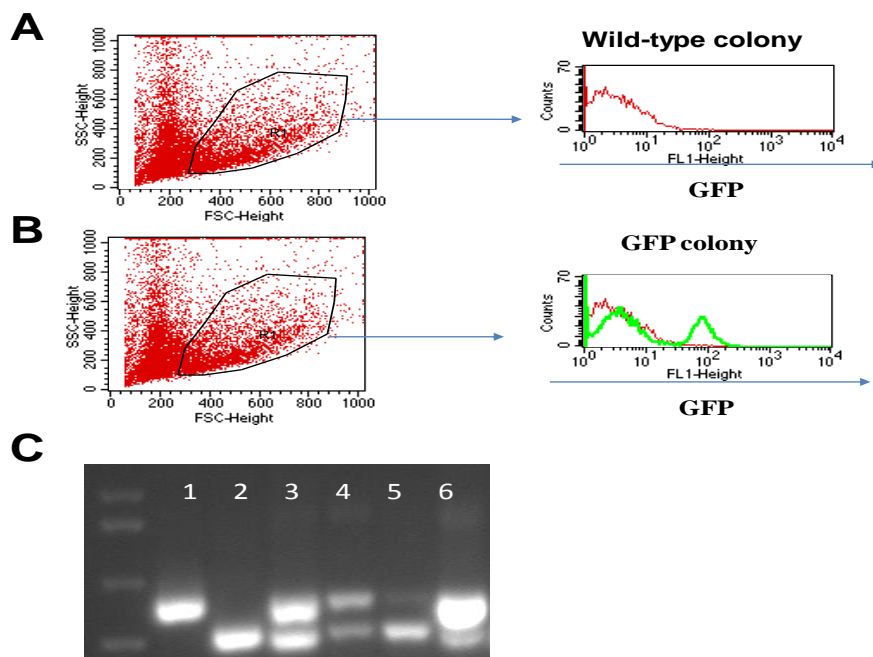 A
SSC-Height
0 200 400 600 800 1000
R1
0 200 400 600 800 1000
FSC-Height
Wild-type colony
Counts
0 70
10^0 10^1 10^2 10^3 10^4
FL1-Height
GFP
B
SSC-Height
0 200 400 600 800 1000
R1
0 200 400 600 800 1000
FSC-Height
GFP colony
Counts
0 70
10^0 10^1 10^2 10^3 10^4
FL1-Height
GFP
C
1 2 3 4 5 6